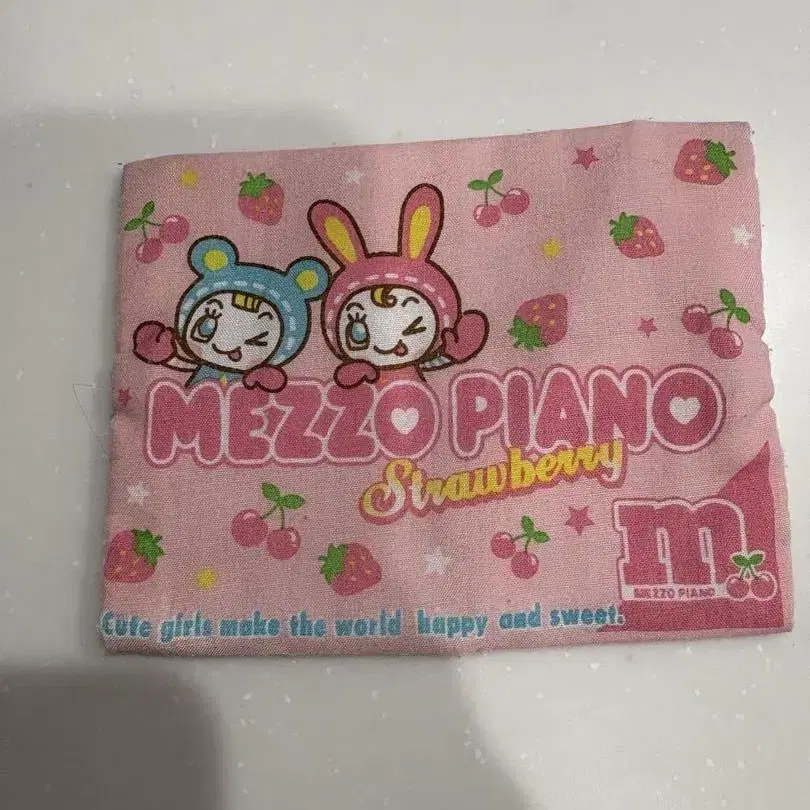 MEZZO PIANO
Strawberry
m
MEZZO PIANO
Cute girls make the world happy and sweet.